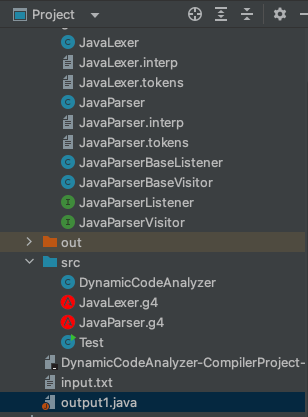 Project
JavaLexer
JavaLexer.interp
JavaLexer.tokens
JavaParser
JavaParser.interp
JavaParser.tokens
JavaParserBaseListener
JavaParserBaseVisitor
JavaParserListener
JavaParserVisitor
out
src
DynamicCodeAnalyzer
JavaLexer.g4
JavaParser.g4
Test
DynamicCodeAnalyzer-CompilerProject-
input.txt
output1.java